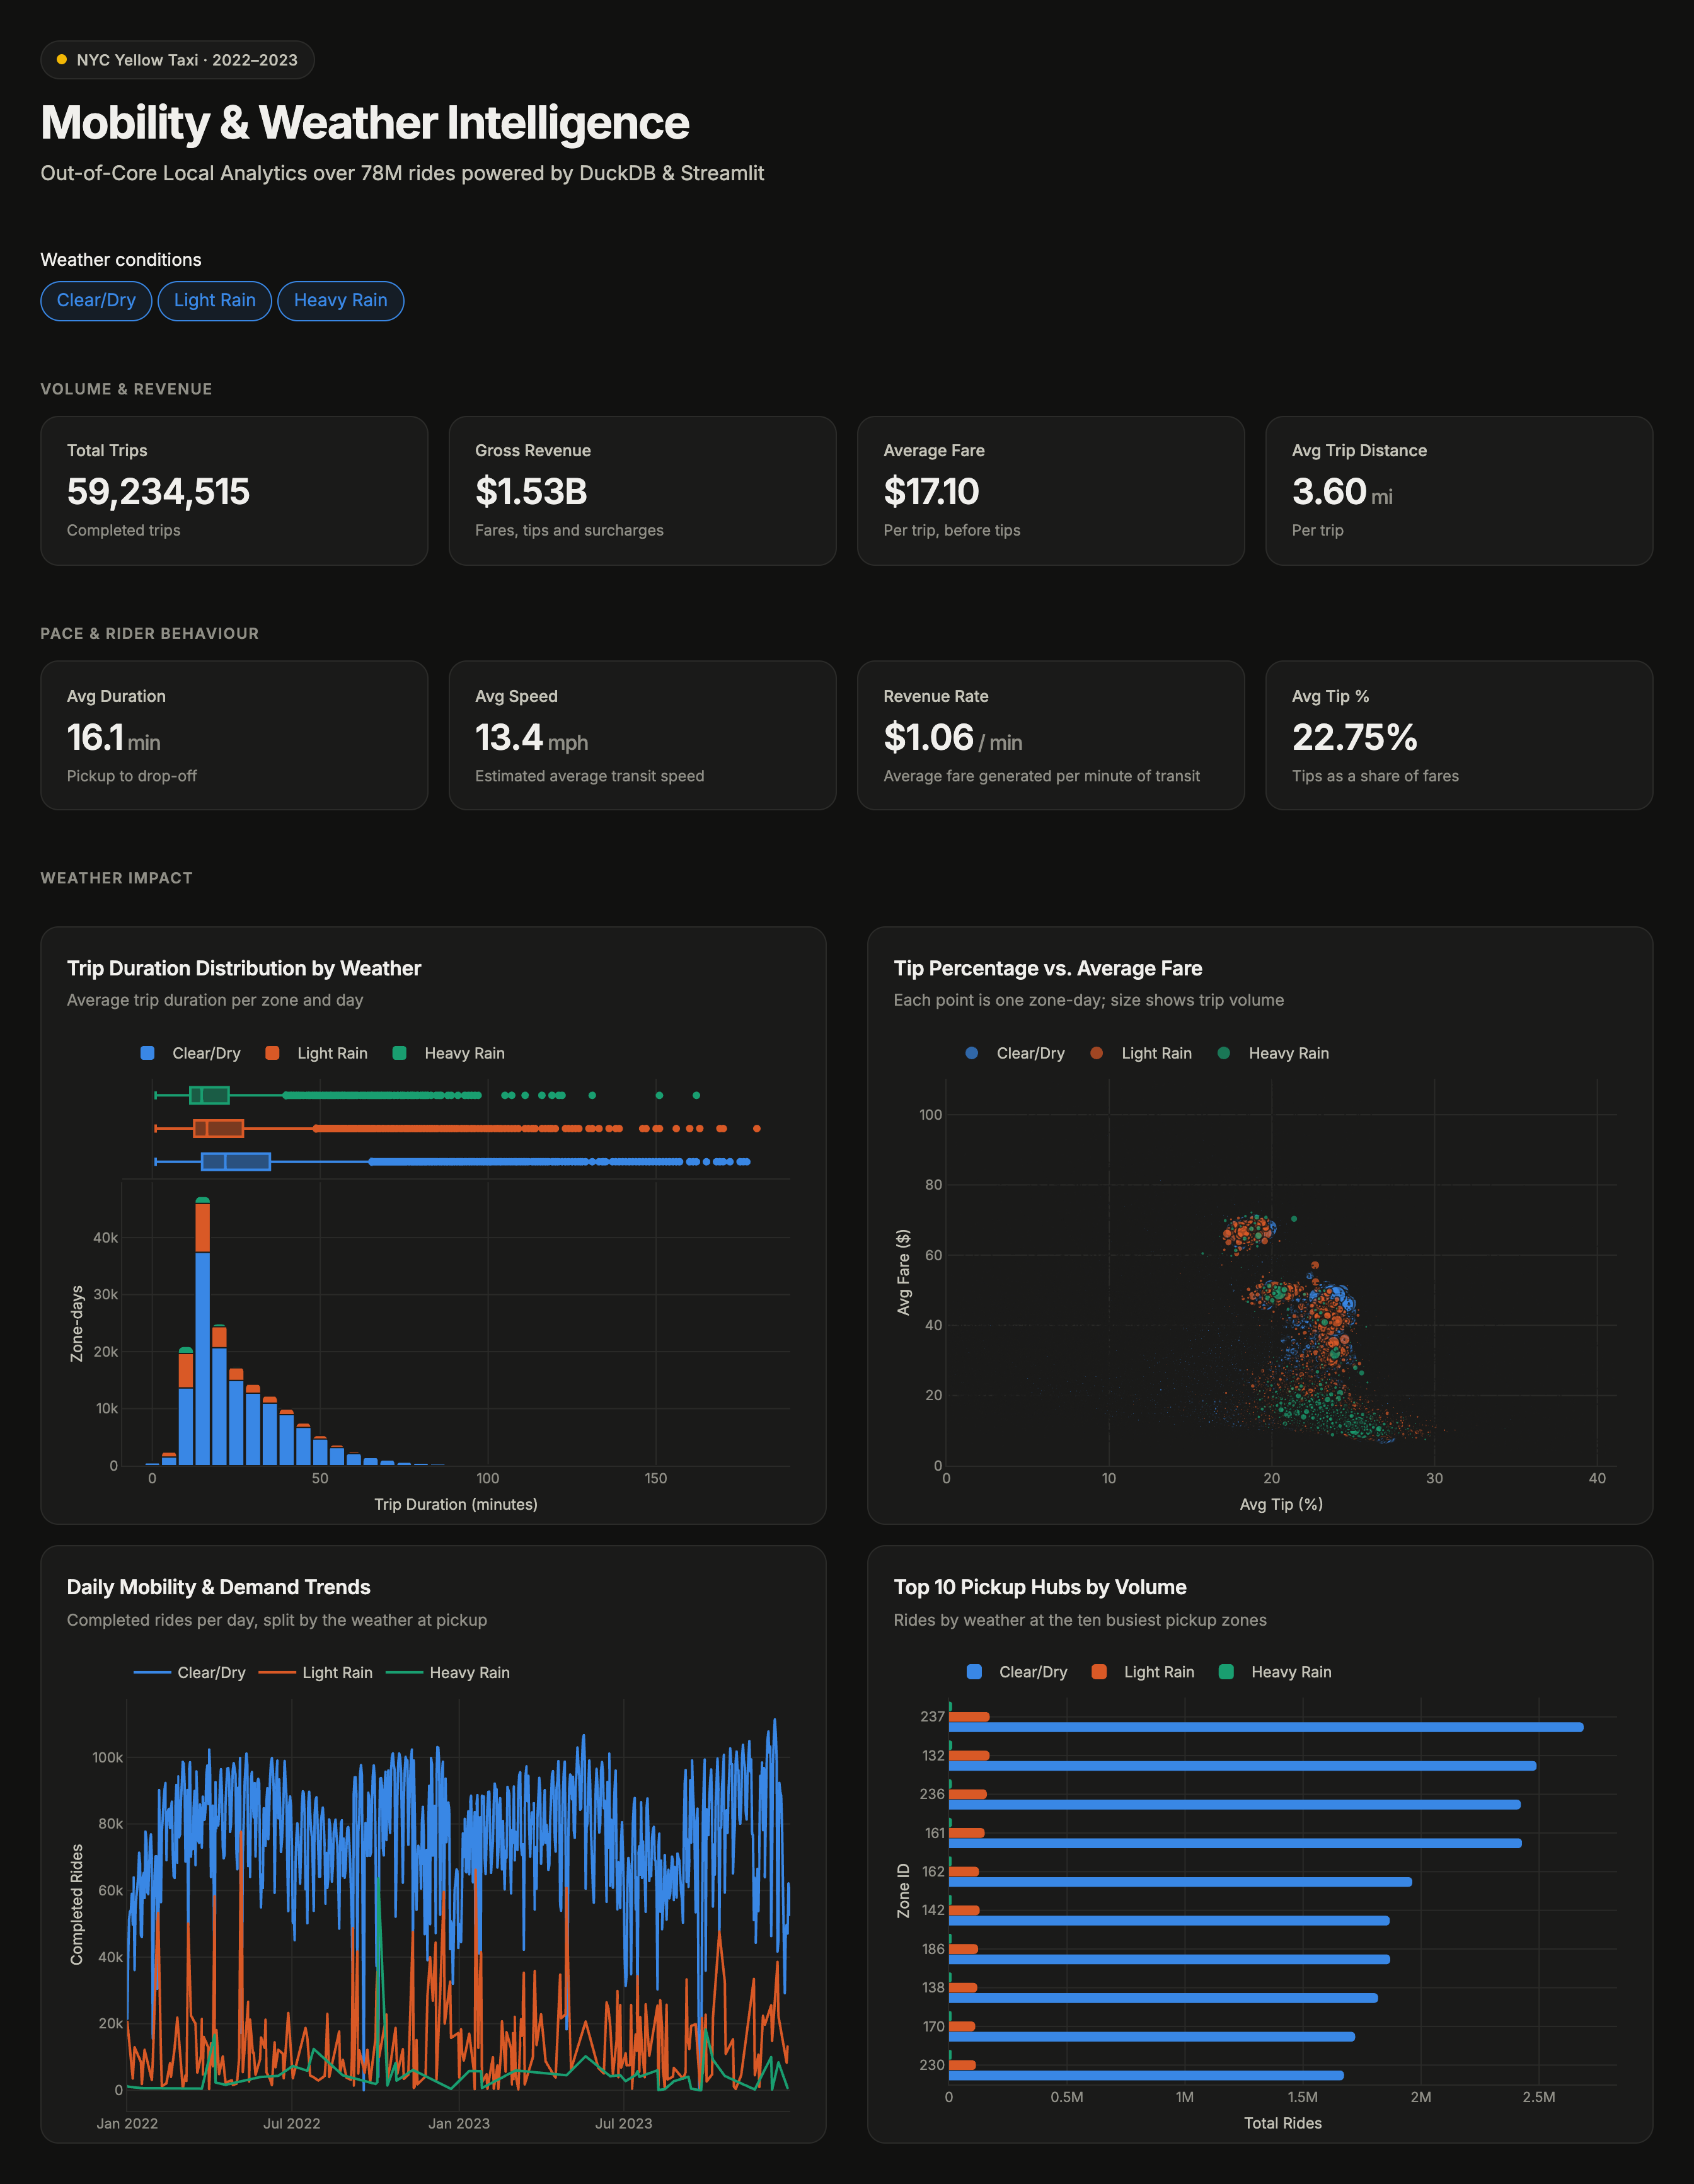 NYC Yellow Taxi · 2022–2023
Mobility & Weather Intelligence
Out-of-Core Local Analytics over 78M rides powered by DuckDB & Streamlit
Weather conditions
Clear/Dry Light Rain Heavy Rain
VOLUME & REVENUE
Total Trips
59,234,515
Completed trips
Gross Revenue
$1.53B
Fares, tips and surcharges
Average Fare
$17.10
Per trip, before tips
Avg Trip Distance
3.60 mi
Per trip
PACE & RIDER BEHAVIOUR
Avg Duration
16.1 min
Pickup to drop-off
Avg Speed
13.4 mph
Estimated average transit speed
Revenue Rate
$1.06 / min
Average fare generated per minute of transit
Avg Tip %
22.75%
Tips as a share of fares
WEATHER IMPACT
Trip Duration Distribution by Weather
Average trip duration per zone and day
Clear/Dry Light Rain Heavy Rain
40k
30k
20k
10k
0
Zone-days
0 50 100 150
Trip Duration (minutes)
Tip Percentage vs. Average Fare
Each point is one zone-day; size shows trip volume
Clear/Dry Light Rain Heavy Rain
100
80
60
40
20
0
Avg Fare ($)
0 10 20 30 40
Avg Tip (%)
Daily Mobility & Demand Trends
Completed rides per day, split by the weather at pickup
Clear/Dry Light Rain Heavy Rain
100k
80k
60k
40k
20k
0
Completed Rides
Jan 2022 Jul 2022 Jan 2023 Jul 2023
Top 10 Pickup Hubs by Volume
Rides by weather at the ten busiest pickup zones
Clear/Dry Light Rain Heavy Rain
237
132
236
161
162
142
186
138
170
230
Zone ID
0 0.5M 1M 1.5M 2M 2.5M
Total Rides